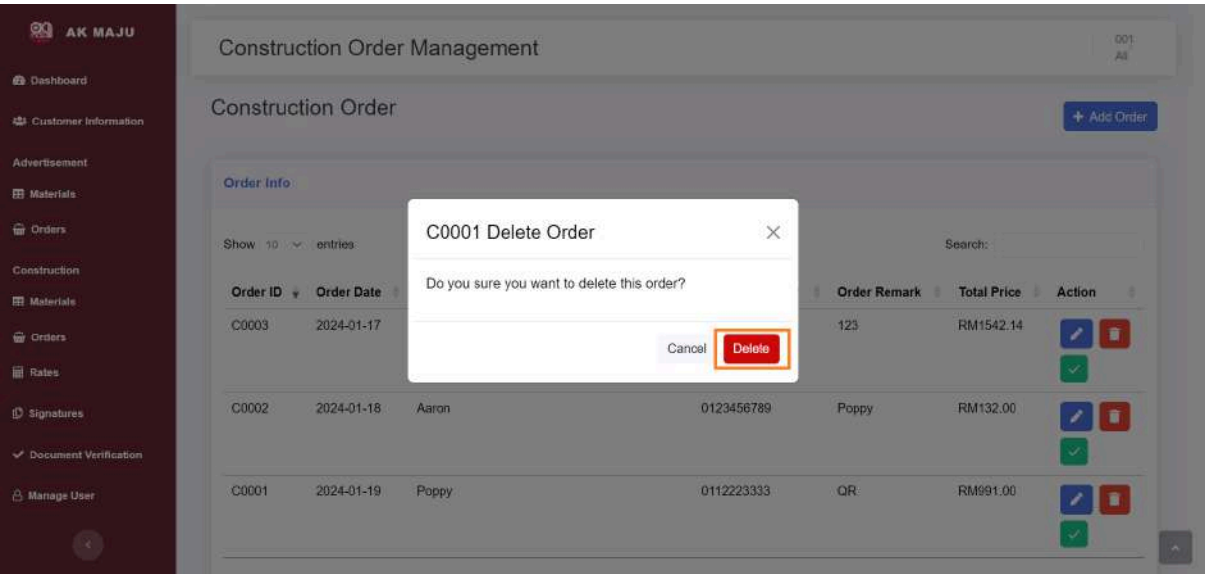 AK MAJU
Dashboard
Customer Information
Advertisement
Materials
Orders
Construction
Materials
Orders
Rates
Signatures
Document Verification
Manage User
Construction Order Management
001
Ali
Construction Order
+ Add Order
Order Info
Show 10 entries
Search:
Order ID Order Date Order Remark Total Price Action
C0003 2024-01-17 123 RM1542.14
C0002 2024-01-18 Aaron 0123456789 Poppy RM132.00
C0001 2024-01-19 Poppy 0112223333 QR RM991.00
C0001 Delete Order
Do you sure you want to delete this order?
Cancel Delete